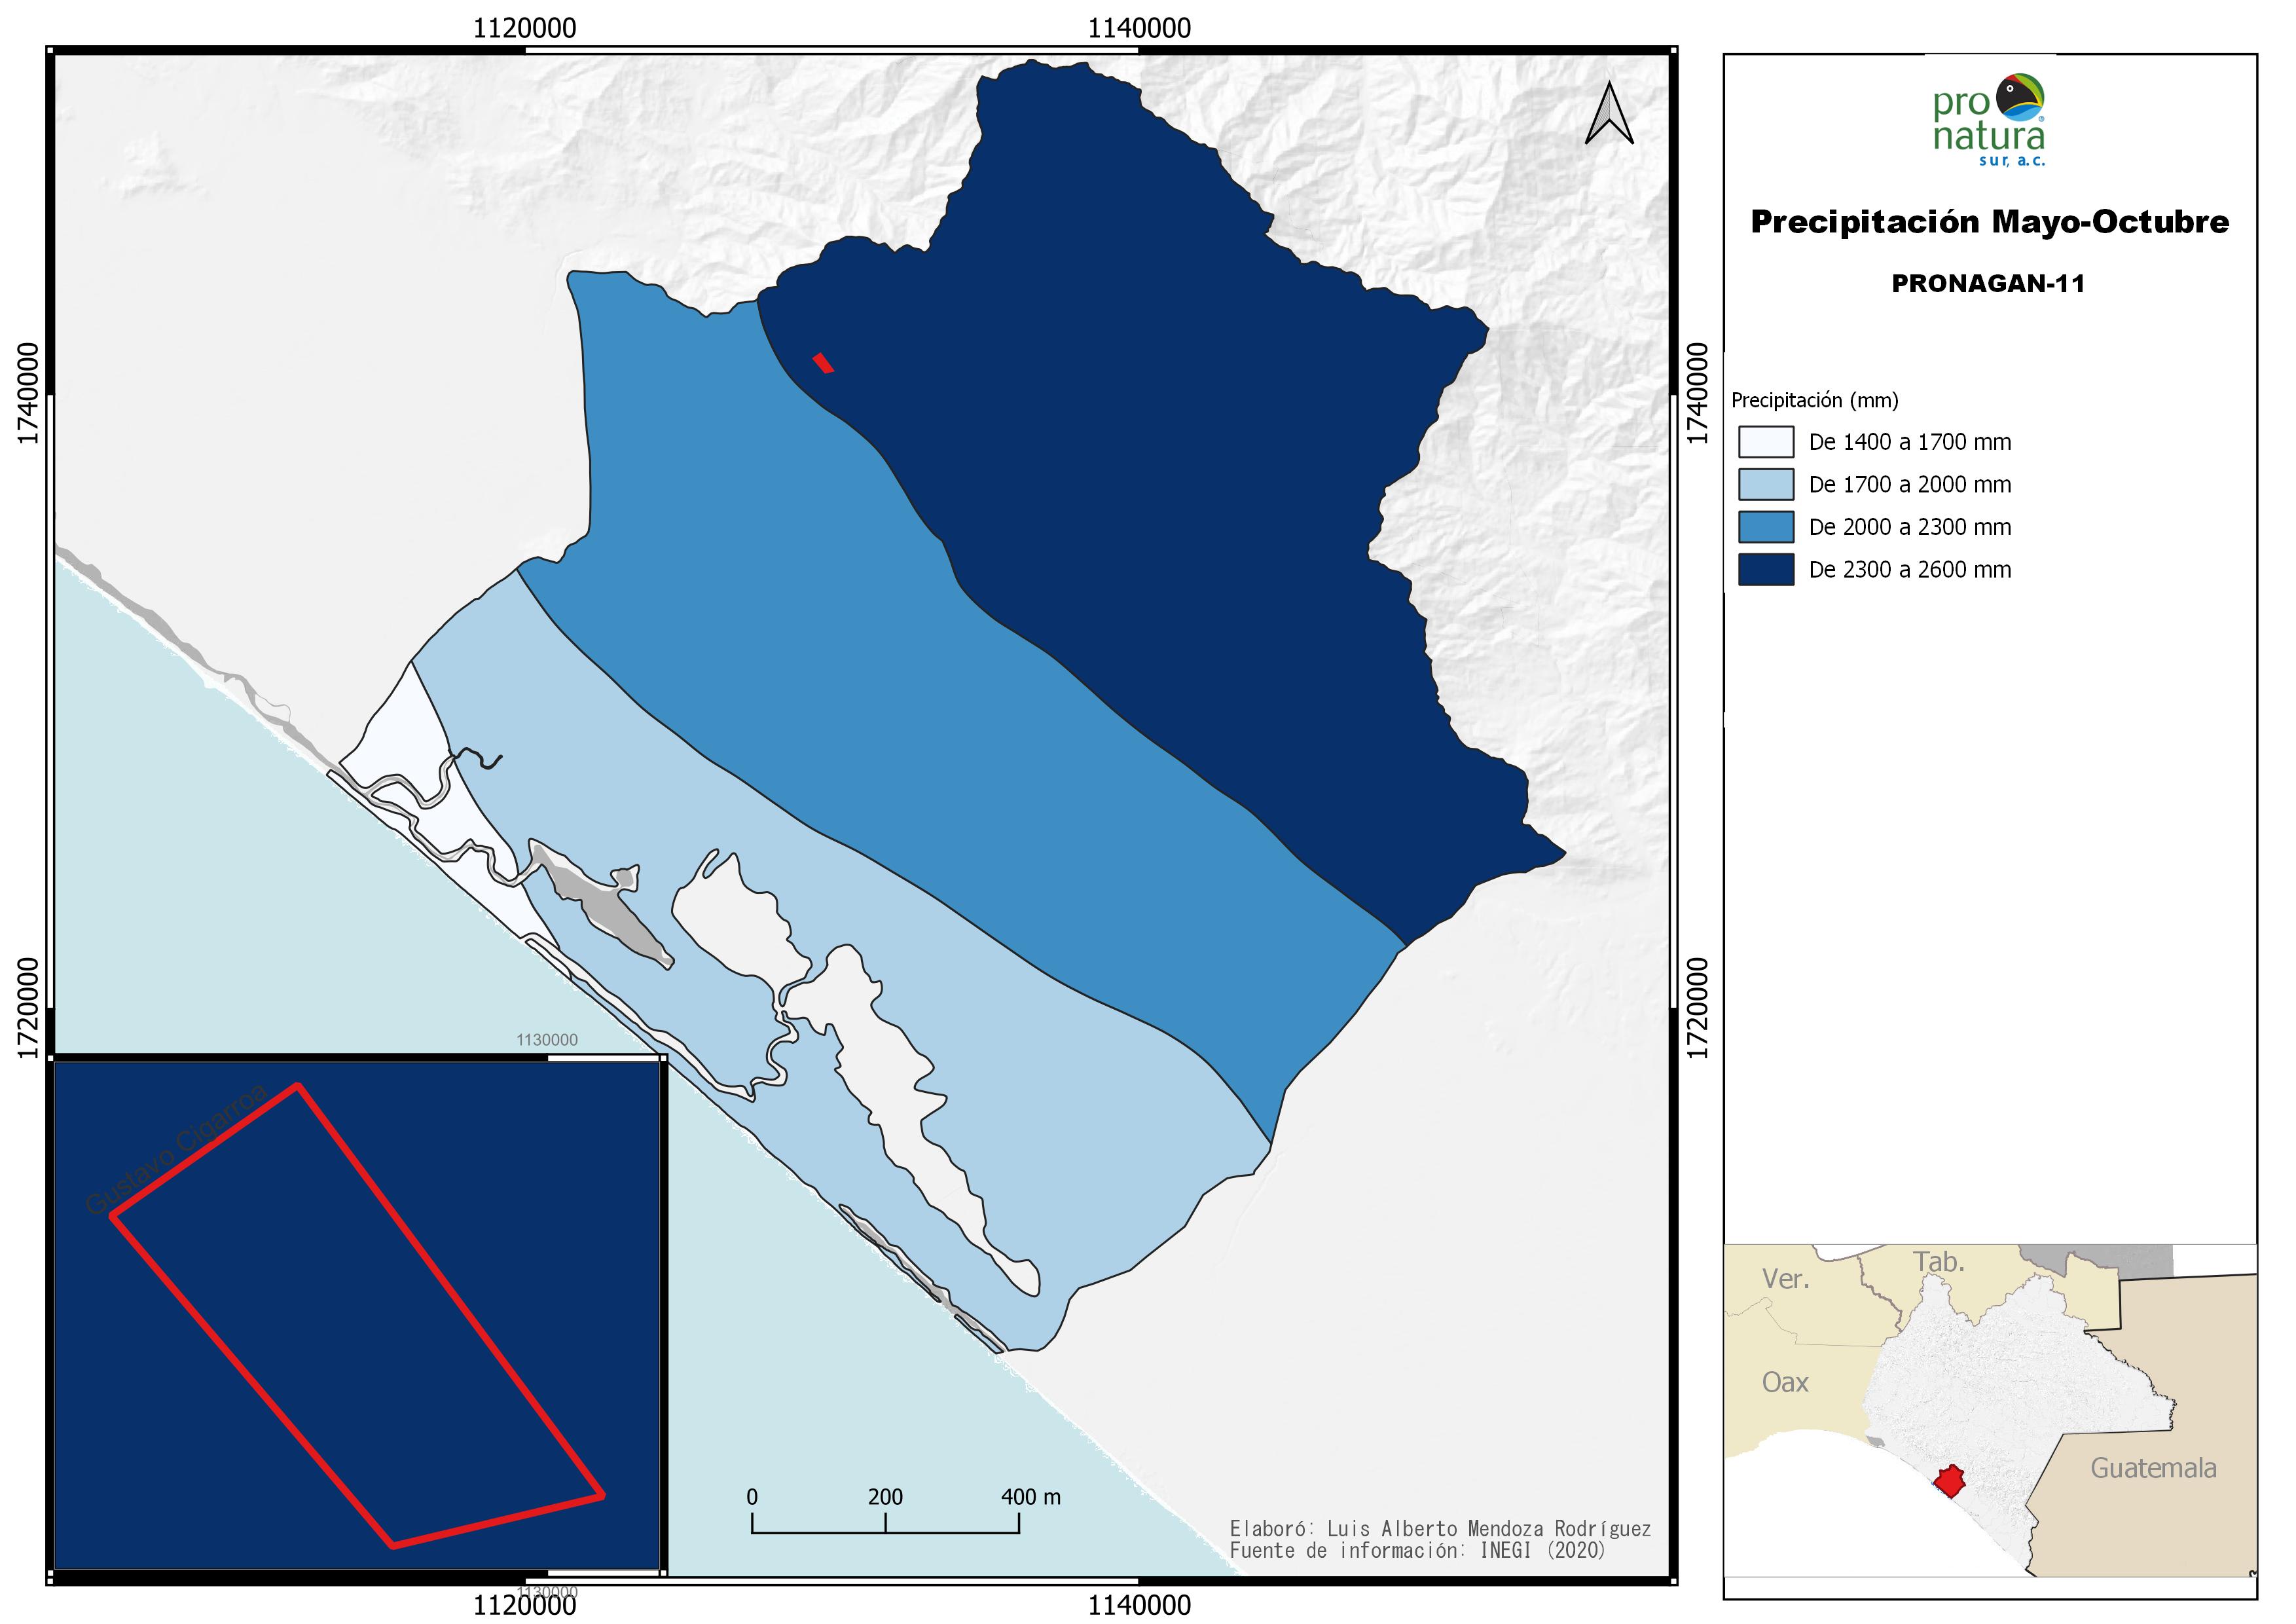 1120000
1140000
1740000
1740000
1720000
1720000
1130000
Gustavo Cigarroa
0 200 400 m
Elaboró: Luis Alberto Mendoza Rodríguez
Fuente de información: INEGI (2020)
1130000
1120000
1140000
pro
natura
sur, a.c.
Precipitación Mayo-Octubre
PRONAGAN-11
Precipitación (mm)
De 1400 a 1700 mm
De 1700 a 2000 mm
De 2000 a 2300 mm
De 2300 a 2600 mm
Ver.
Tab.
Oax
Guatemala